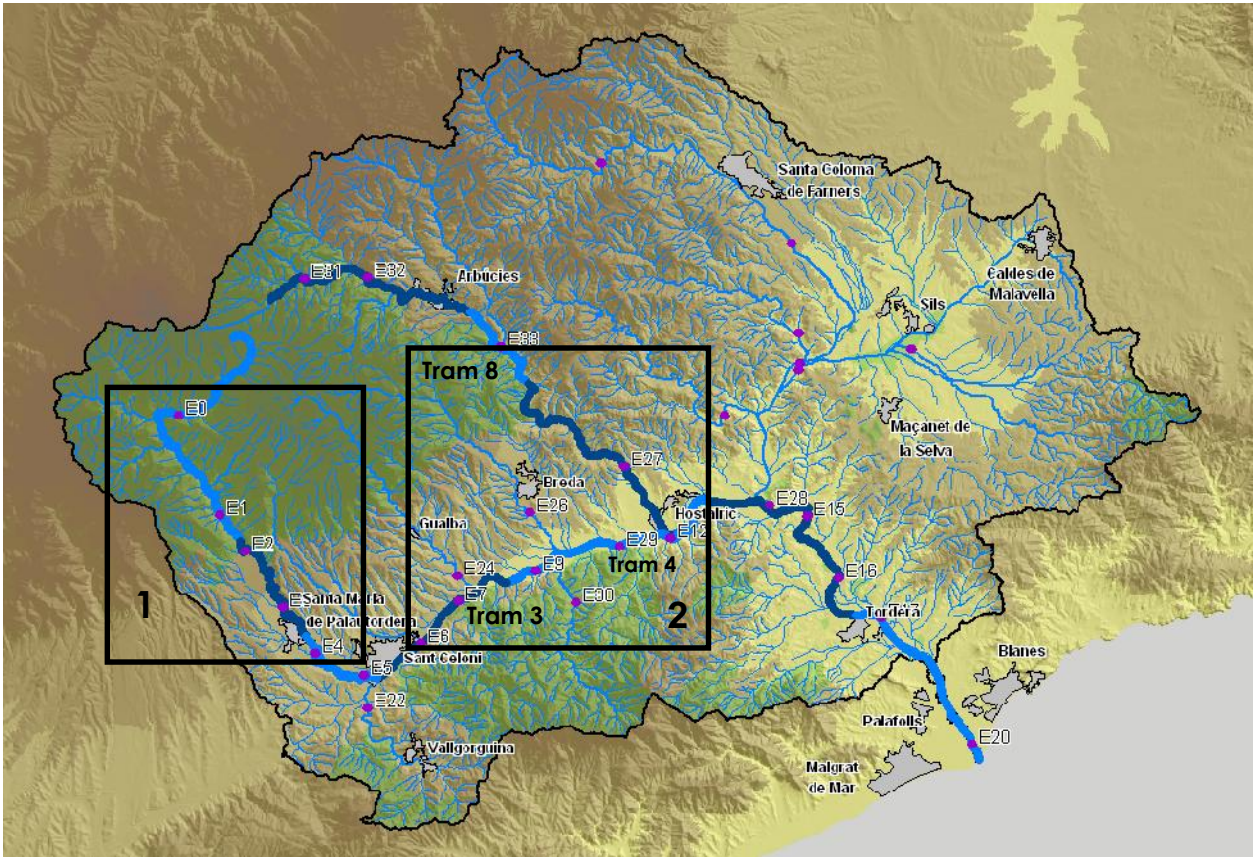 Santa Coloma
de Farners
Caldes de
Malavella
E32
Arbúcies
Sils
E33
Tram 8
E0
Maçanet de
la Selva
E27
Breda
E1
E28
Hostalric
E26
E15
Gualba
E12
E2
E29
Tram 4
E9
E24
E16
E7
Santa Maria
de Palautordera
1
Tram 3
E30
2
Tordera
E6
E4
Sant Celoni
Blanes
E5
E22
Palafolls
E20
Vallgorguina
Malgrat
de Mar